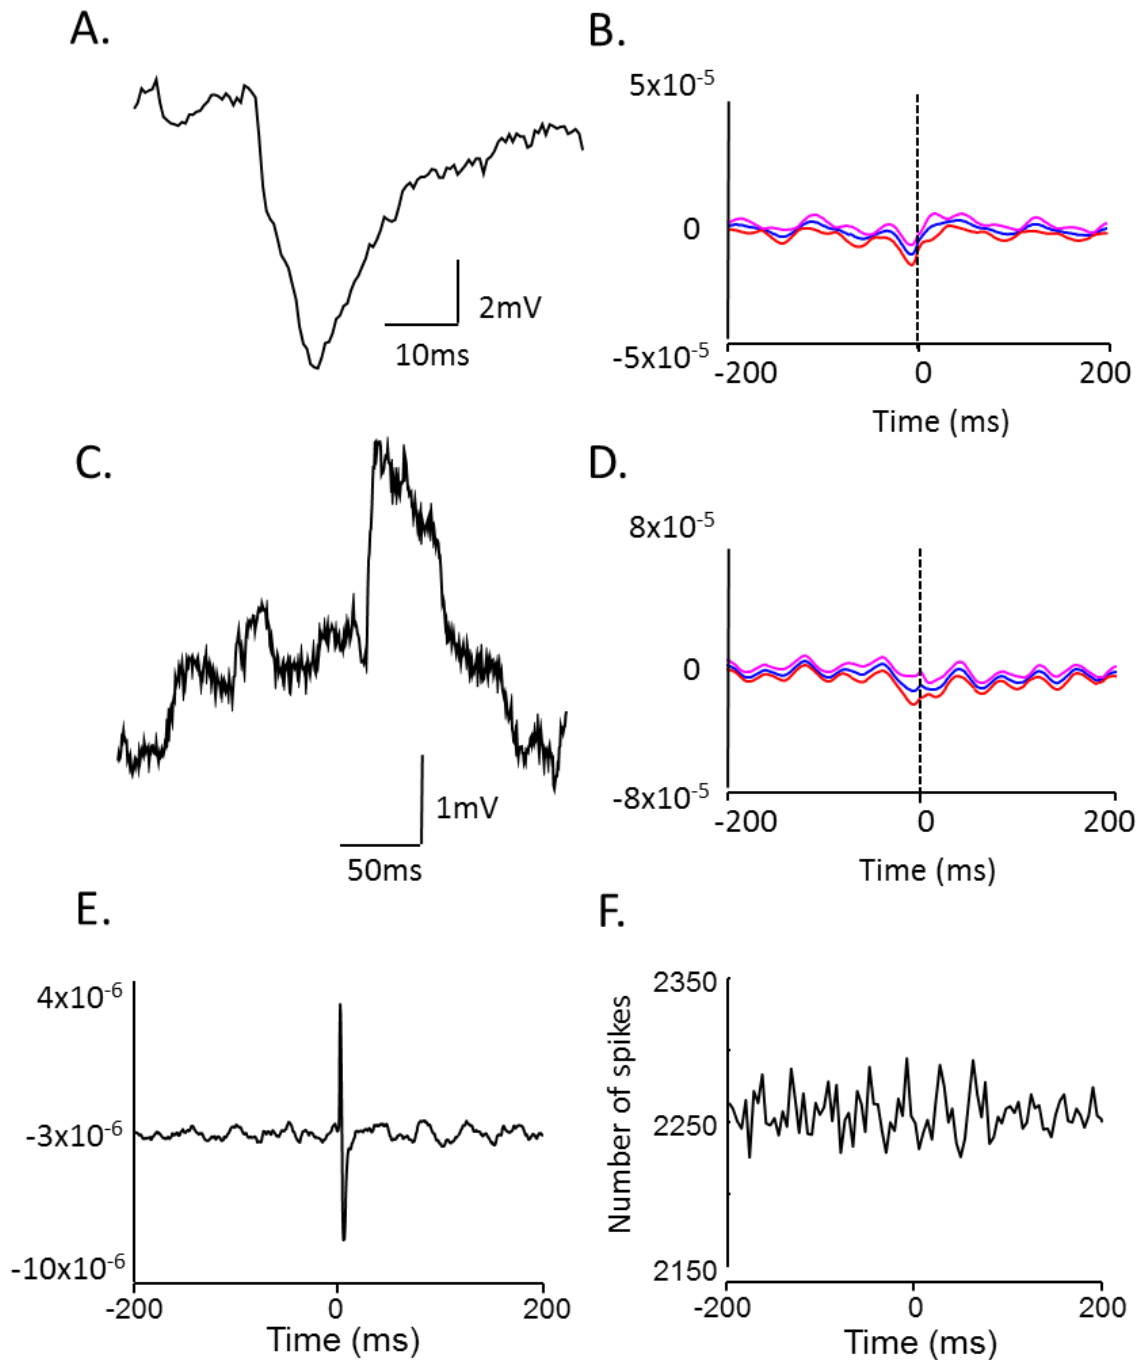 A.
2mV
10ms
B.
5x10⁻⁵
0
-5x10⁻⁵
-200 0 200
Time (ms)
C.
1mV
50ms
D.
8x10⁻⁵
0
-8x10⁻⁵
-200 0 200
Time (ms)
E.
4x10⁻⁶
-3x10⁻⁶
-10x10⁻⁶
-200 0 200
Time (ms)
F.
Number of spikes
2350
2250
2150
-200 0 200
Time (ms)